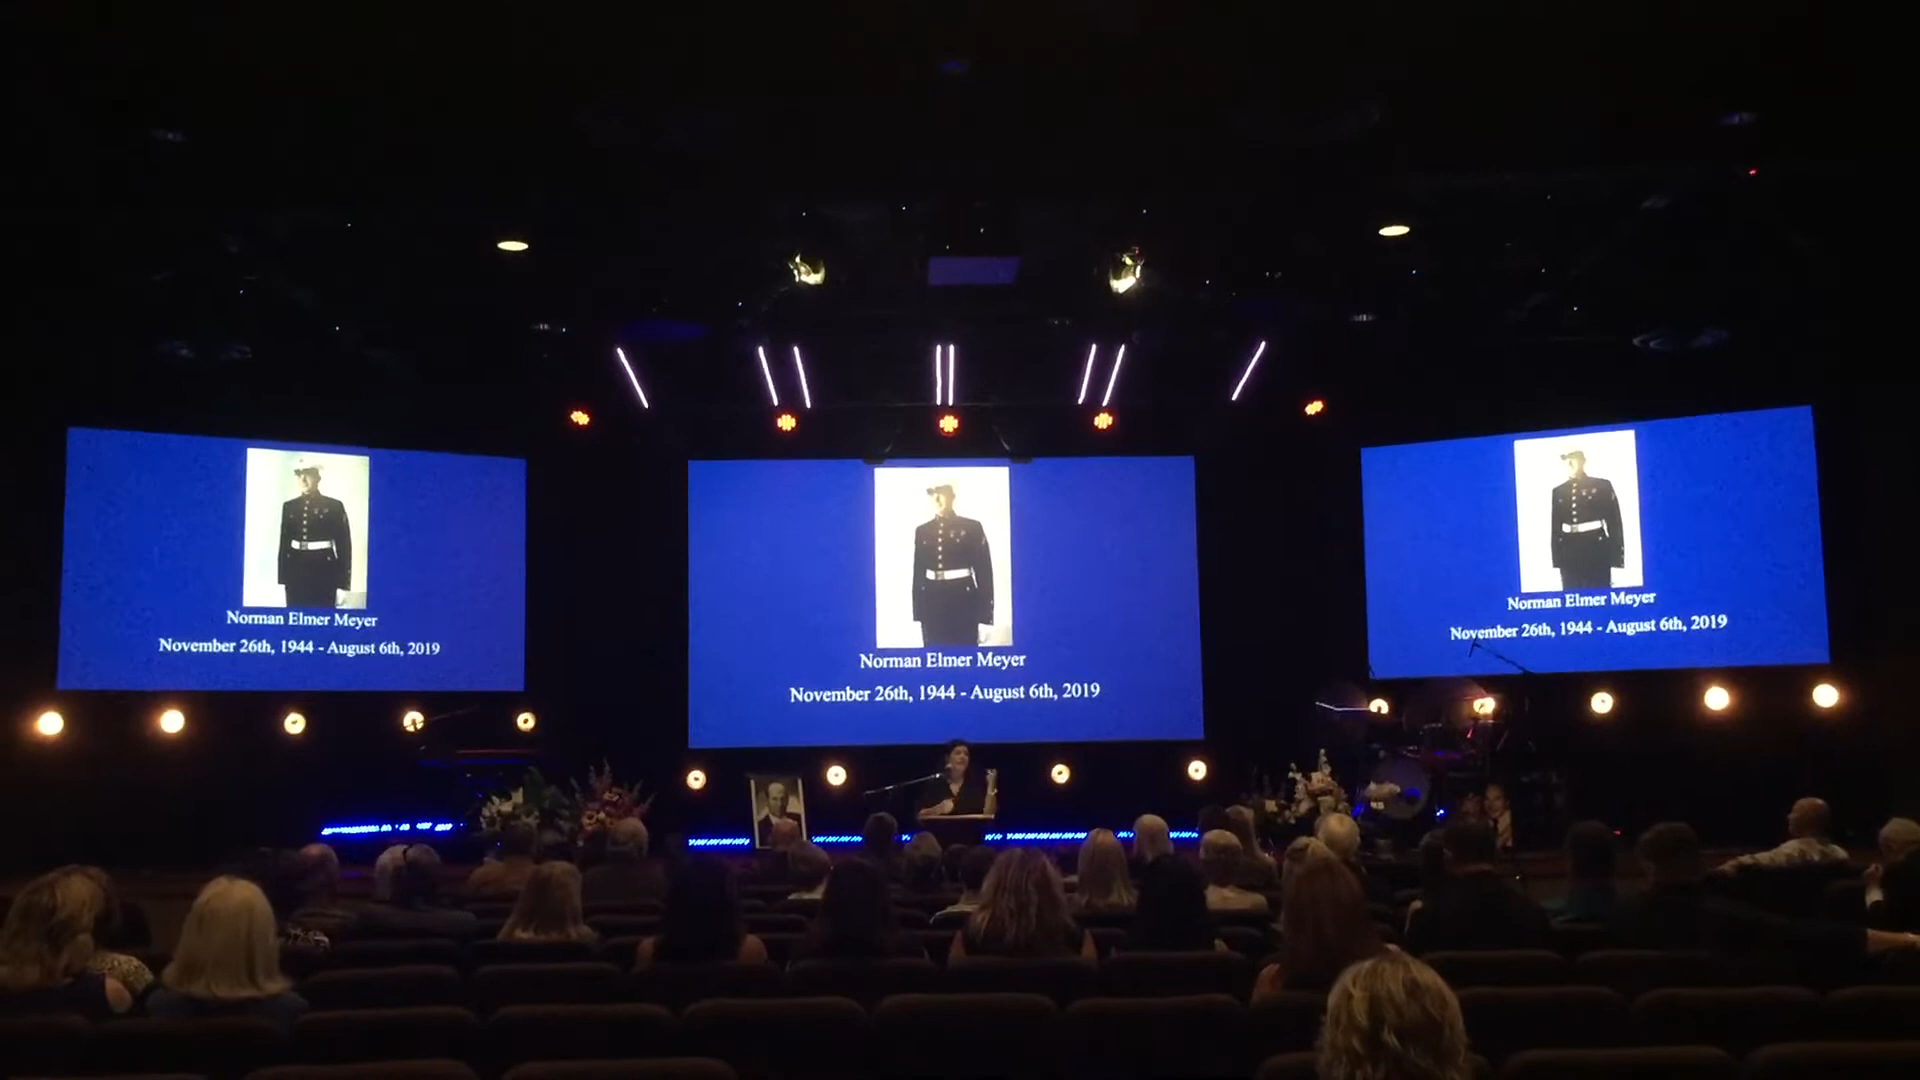 Norman Elmer Meyer
November 26th, 1944 - August 6th, 2019
Norman Elmer Meyer
November 26th, 1944 - August 6th, 2019
Norman Elmer Meyer
November 26th, 1944 - August 6th, 2019